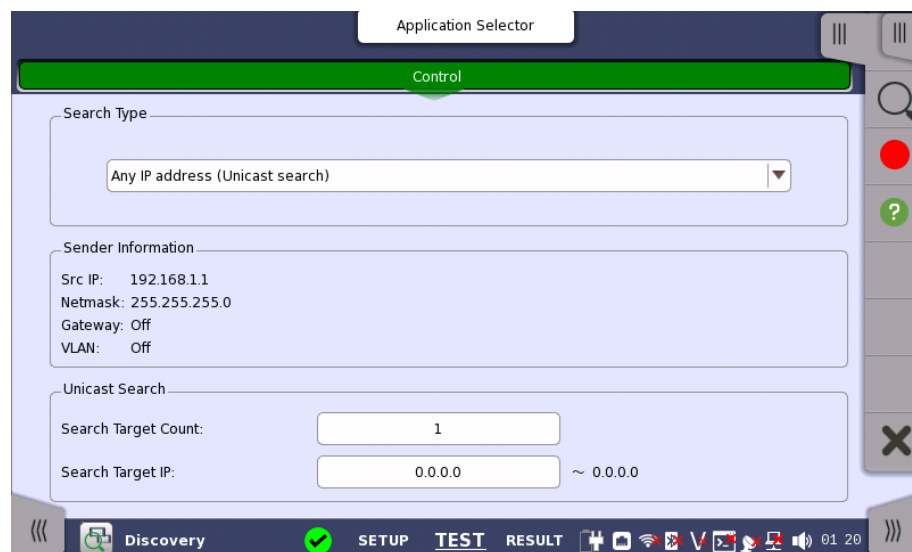 Application Selector
Control
Search Type
Any IP address (Unicast search)
Sender Information
Src IP: 192.168.1.1
Netmask: 255.255.255.0
Gateway: Off
VLAN: Off
Unicast Search
Search Target Count: 1
Search Target IP: 0.0.0.0 ~ 0.0.0.0
Discovery SETUP TEST RESULT 01 20